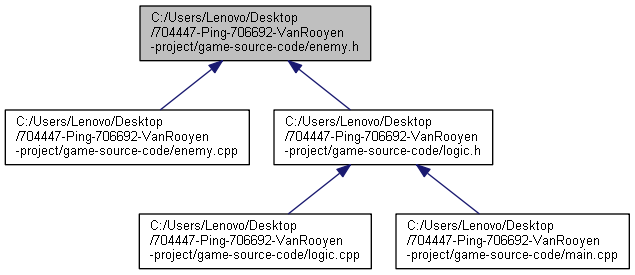 C:/Users/Lenovo/Desktop
/704447-Ping-706692-VanRooyen
-project/game-source-code/enemy.h
C:/Users/Lenovo/Desktop
/704447-Ping-706692-VanRooyen
-project/game-source-code/enemy.cpp
C:/Users/Lenovo/Desktop
/704447-Ping-706692-VanRooyen
-project/game-source-code/logic.h
C:/Users/Lenovo/Desktop
/704447-Ping-706692-VanRooyen
-project/game-source-code/logic.cpp
C:/Users/Lenovo/Desktop
/704447-Ping-706692-VanRooyen
-project/game-source-code/main.cpp